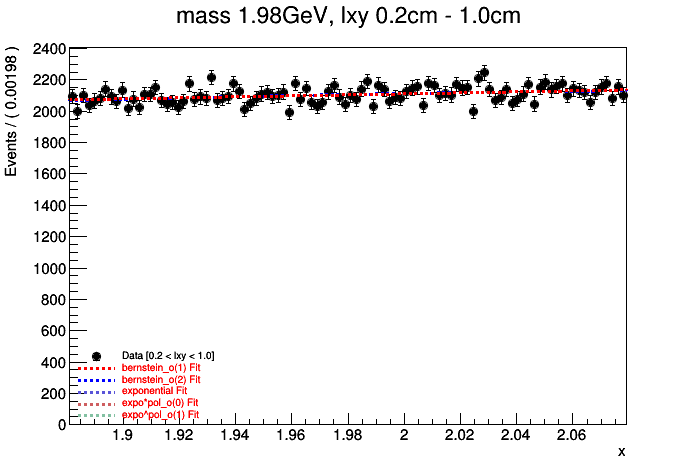 mass 1.98GeV, lxy 0.2cm - 1.0cm
Events / ( 0.00198 )
2400
2200
2000
1800
1600
1400
1200
1000
800
600
400
200
0
Data [0.2 < lxy < 1.0]
bernstein_o(1) Fit
bernstein_o(2) Fit
exponential Fit
expo*pol_o(0) Fit
expo^pol_o(1) Fit
1.9 1.92 1.94 1.96 1.98 2 2.02 2.04 2.06
x